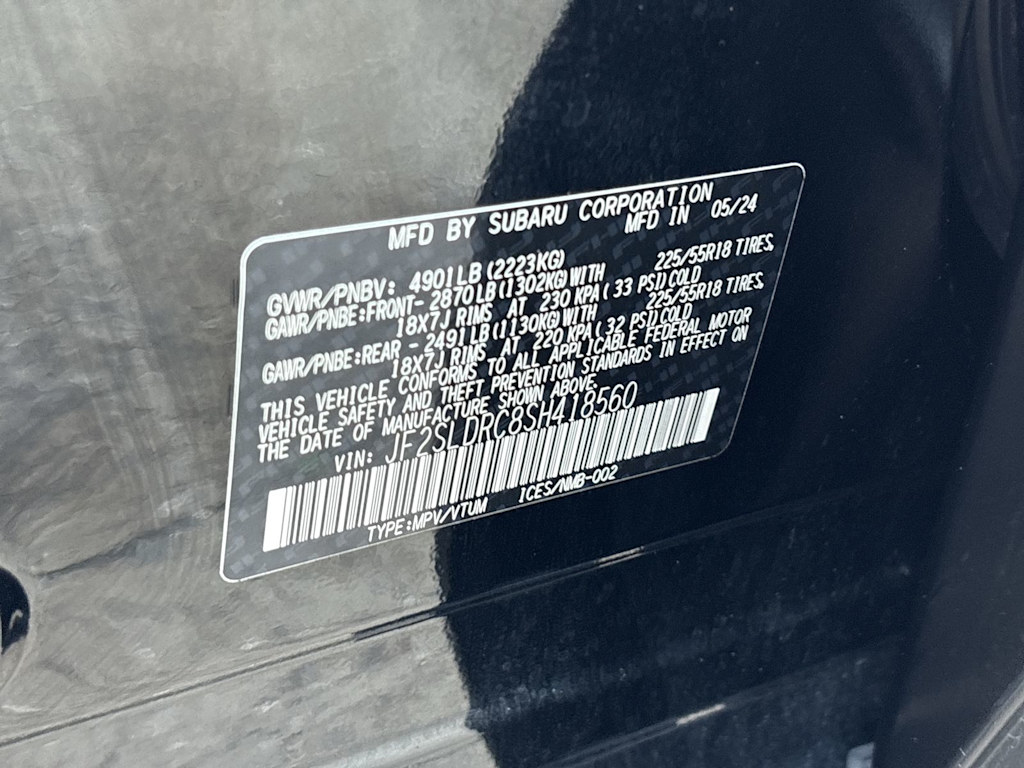 MFD BY SUBARU CORPORATION
MFD IN 05/24
GVWR/PNBV: 4901LB(2223KG)
GAWR/PNBE:FRONT- 2870LB(1302KG)WITH 225/55R18 TIRES,
18X7J RIMS AT 230 KPA( 33 PSI)COLD
GAWR/PNBE:REAR - 2491LB(1130KG)WITH 225/55R18 TIRES,
18X7J RIMS AT 220 KPA( 32 PSI)COLD
THIS VEHICLE CONFORMS TO ALL APPLICABLE FEDERAL MOTOR
VEHICLE SAFETY AND THEFT PREVENTION STANDARDS IN EFFECT ON
THE DATE OF MANUFACTURE SHOWN ABOVE.
VIN: JF2SLDRC8SH418560
TYPE:MPV/VTUM ICES/NMB-002